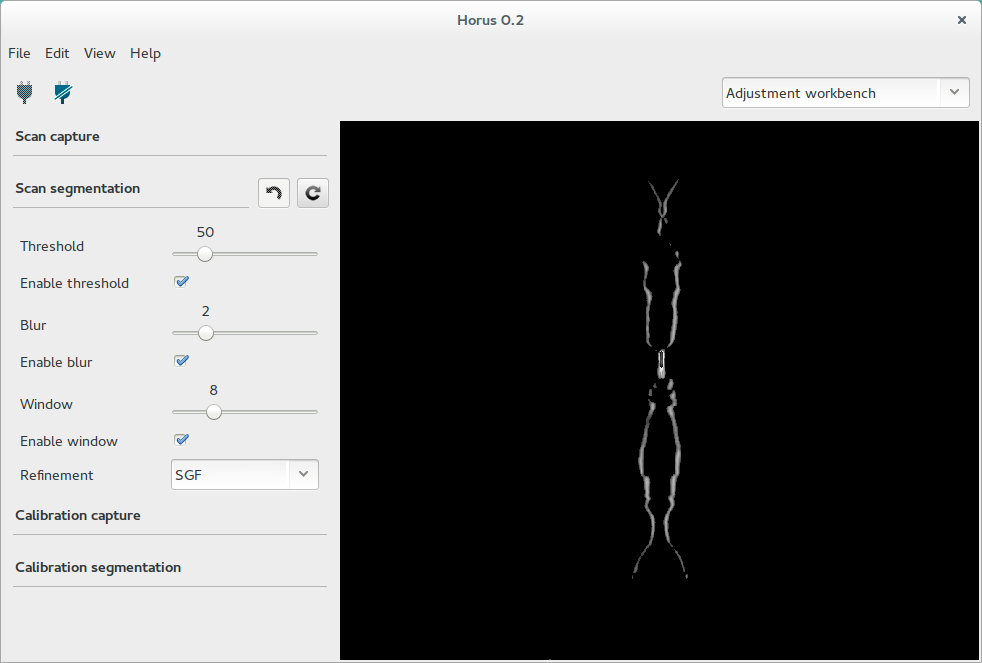 Horus 0.2
File Edit View Help
Adjustment workbench
Scan capture
Scan segmentation
50
Threshold
Enable threshold
2
Blur
Enable blur
8
Window
Enable window
Refinement SGF
Calibration capture
Calibration segmentation